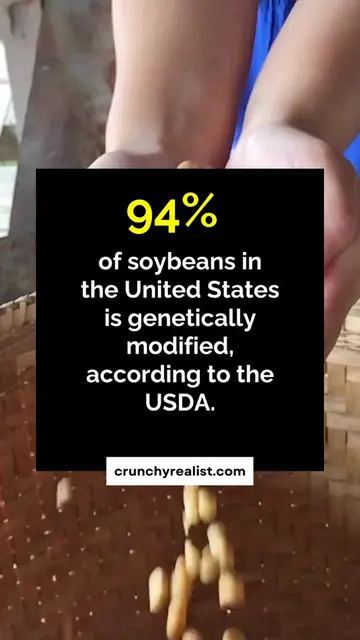 94%
of soybeans in
the United States
is genetically
modified,
according to the
USDA.
crunchyrealist.com